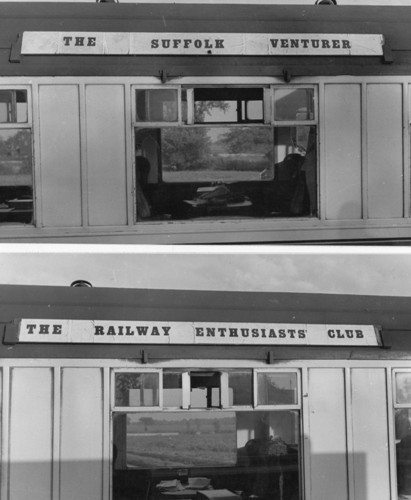 THE SUFFOLK VENTURER
THE RAILWAY ENTHUSIASTS' CLUB